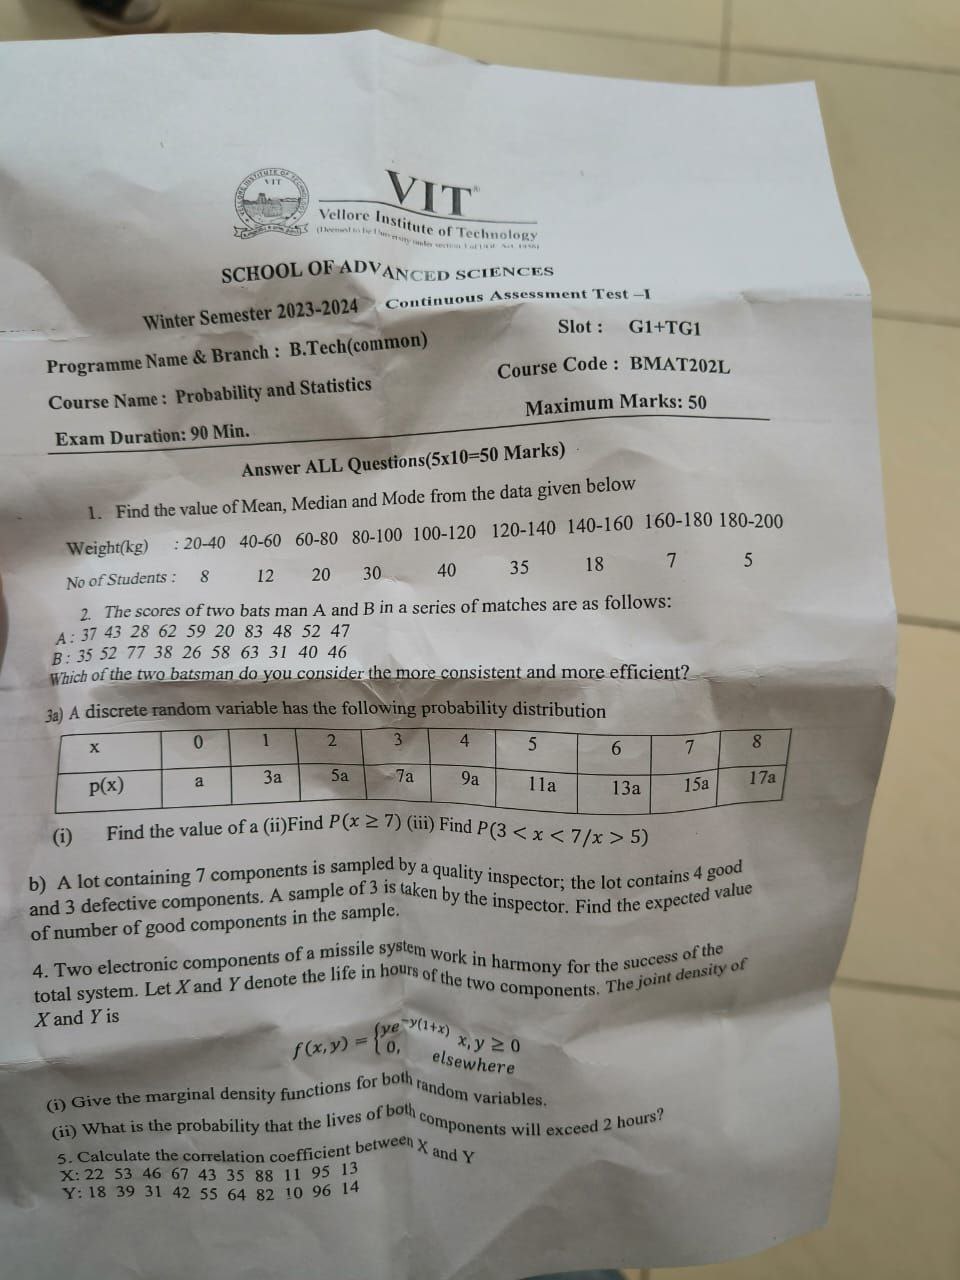 VIT
VIT®
Vellore Institute of Technology
(Deemed to be University under section 3 of UGC Act, 1956)
SCHOOL OF ADVANCED SCIENCES
Winter Semester 2023-2024 Continuous Assessment Test –I
Programme Name & Branch : B.Tech(common) Slot : G1+TG1
Course Name : Probability and Statistics Course Code : BMAT202L
Exam Duration: 90 Min. Maximum Marks: 50
Answer ALL Questions(5x10=50 Marks)
1. Find the value of Mean, Median and Mode from the data given below
Weight(kg) : 20-40 40-60 60-80 80-100 100-120 120-140 140-160 160-180 180-200
No of Students : 8 12 20 30 40 35 18 7 5
2. The scores of two bats man A and B in a series of matches are as follows:
A : 37 43 28 62 59 20 83 48 52 47
B : 35 52 77 38 26 58 63 31 40 46
Which of the two batsman do you consider the more consistent and more efficient?
3a) A discrete random variable has the following probability distribution
x 0 1 2 3 4 5 6 7 8
p(x) a 3a 5a 7a 9a 11a 13a 15a 17a
(i) Find the value of a (ii)Find P(x ≥ 7) (iii) Find P(3 < x < 7/x > 5)
b) A lot containing 7 components is sampled by a quality inspector; the lot contains 4 good
and 3 defective components. A sample of 3 is taken by the inspector. Find the expected value
of number of good components in the sample.
4. Two electronic components of a missile system work in harmony for the success of the
total system. Let X and Y denote the life in hours of the two components. The joint density of
X and Y is
f(x,y) = {ye^−y(1+x) x, y ≥ 0
0, elsewhere
(i) Give the marginal density functions for both random variables.
(ii) What is the probability that the lives of both components will exceed 2 hours?
5. Calculate the correlation coefficient between X and Y
X: 22 53 46 67 43 35 88 11 95 13
Y: 18 39 31 42 55 64 82 10 96 14